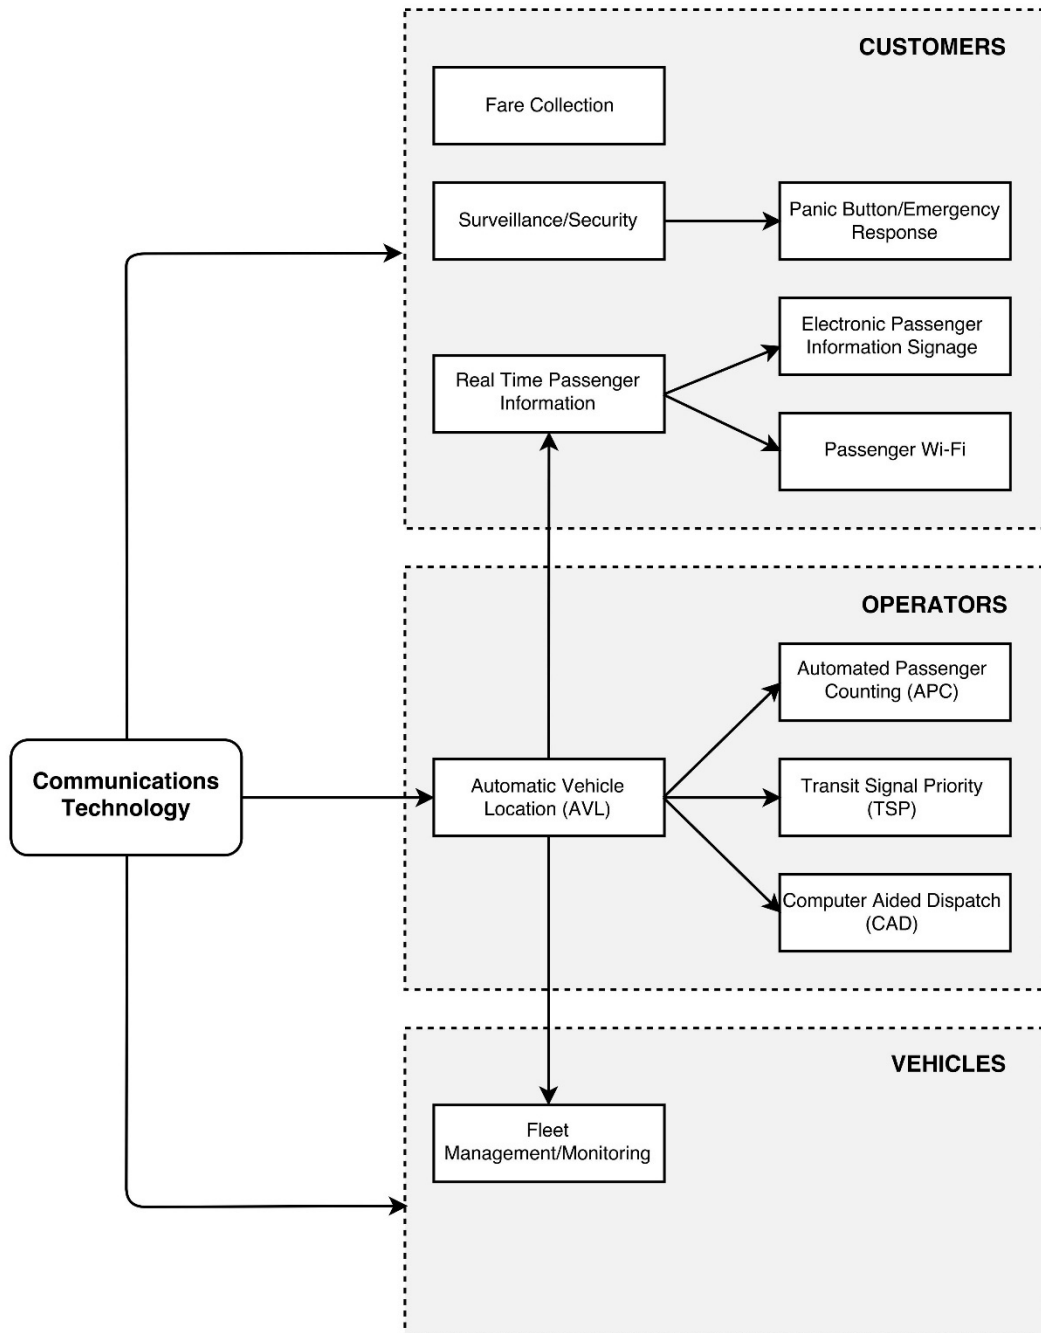 CUSTOMERS
Fare Collection
Surveillance/Security
Panic Button/Emergency
Response
Electronic Passenger
Information Signage
Real Time Passenger
Information
Passenger Wi-Fi
OPERATORS
Automated Passenger
Counting (APC)
Communications
Technology
Automatic Vehicle
Location (AVL)
Transit Signal Priority
(TSP)
Computer Aided Dispatch
(CAD)
VEHICLES
Fleet
Management/Monitoring